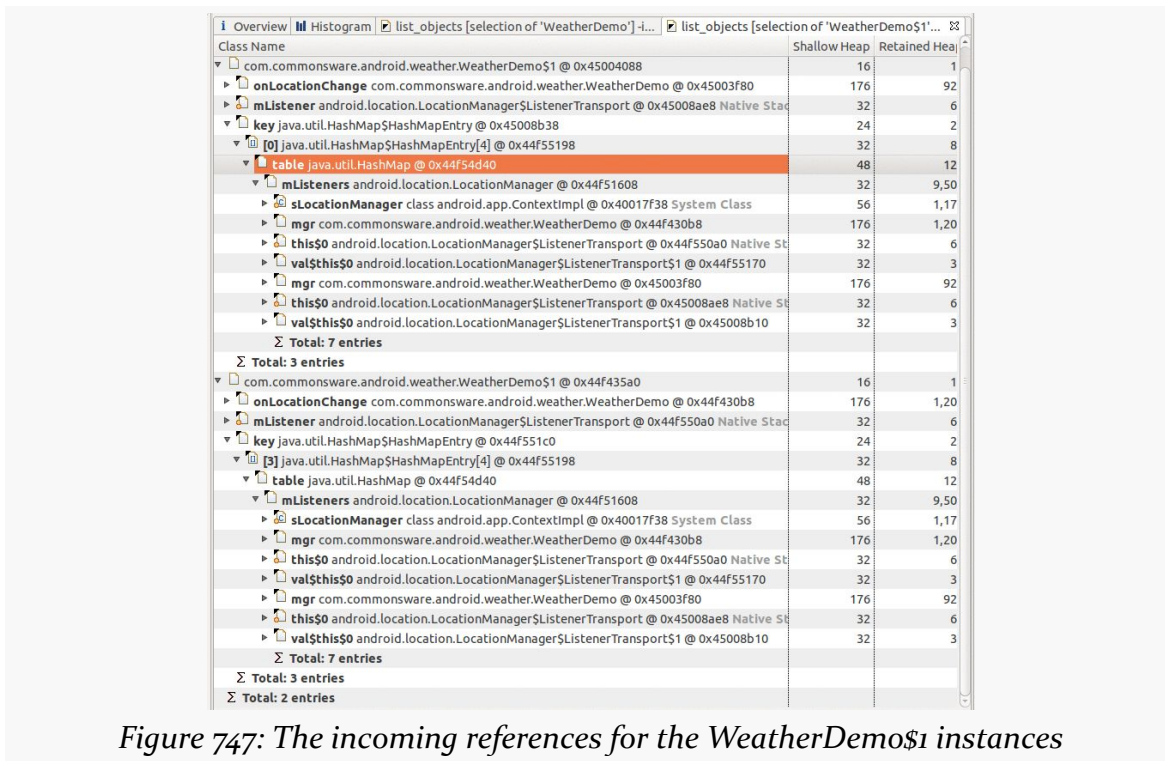 Overview Histogram list_objects [selection of 'WeatherDemo'] -i... list_objects [selection of 'WeatherDemo$1'...
Class Name Shallow Heap Retained Heap
com.commonsware.android.weather.WeatherDemo$1 @ 0x45004088 16 1
onLocationChange com.commonsware.android.weather.WeatherDemo @ 0x45003f80 176 92
mListener android.location.LocationManager$ListenerTransport @ 0x45008ae8 Native Stac 32 6
key java.util.HashMap$HashMapEntry @ 0x45008b38 24 2
[0] java.util.HashMap$HashMapEntry[4] @ 0x44f55198 32 8
table java.util.HashMap @ 0x44f54d40 48 12
mListeners android.location.LocationManager @ 0x44f51608 32 9,50
sLocationManager class android.app.ContextImpl @ 0x40017f38 System Class 56 1,17
mgr com.commonsware.android.weather.WeatherDemo @ 0x44f430b8 176 1,20
this$0 android.location.LocationManager$ListenerTransport @ 0x44f550a0 Native St 32 6
val$this$0 android.location.LocationManager$ListenerTransport$1 @ 0x44f55170 32 3
mgr com.commonsware.android.weather.WeatherDemo @ 0x45003f80 176 92
this$0 android.location.LocationManager$ListenerTransport @ 0x45008ae8 Native St 32 6
val$this$0 android.location.LocationManager$ListenerTransport$1 @ 0x45008b10 32 3
Σ Total: 7 entries
Σ Total: 3 entries
com.commonsware.android.weather.WeatherDemo$1 @ 0x44f435a0 16 1
onLocationChange com.commonsware.android.weather.WeatherDemo @ 0x44f430b8 176 1,20
mListener android.location.LocationManager$ListenerTransport @ 0x44f550a0 Native Stac 32 6
key java.util.HashMap$HashMapEntry @ 0x44f551c0 24 2
[3] java.util.HashMap$HashMapEntry[4] @ 0x44f55198 32 8
table java.util.HashMap @ 0x44f54d40 48 12
mListeners android.location.LocationManager @ 0x44f51608 32 9,50
sLocationManager class android.app.ContextImpl @ 0x40017f38 System Class 56 1,17
mgr com.commonsware.android.weather.WeatherDemo @ 0x44f430b8 176 1,20
this$0 android.location.LocationManager$ListenerTransport @ 0x44f550a0 Native St 32 6
val$this$0 android.location.LocationManager$ListenerTransport$1 @ 0x44f55170 32 3
mgr com.commonsware.android.weather.WeatherDemo @ 0x45003f80 176 92
this$0 android.location.LocationManager$ListenerTransport @ 0x45008ae8 Native St 32 6
val$this$0 android.location.LocationManager$ListenerTransport$1 @ 0x45008b10 32 3
Σ Total: 7 entries
Σ Total: 3 entries
Σ Total: 2 entries
Figure 747: The incoming references for the WeatherDemo$1 instances